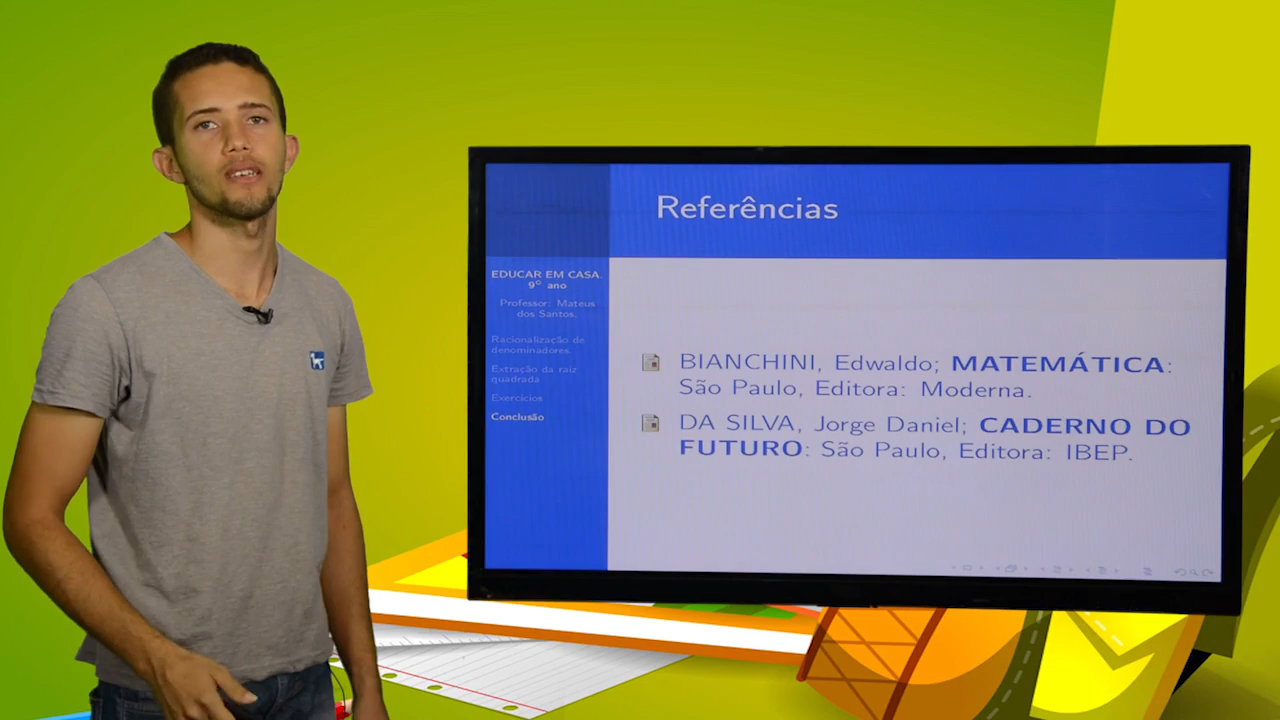 Referências
EDUCAR EM CASA.
9º ano
Professor: Mateus
dos Santos.
Racionalização de
denominadores.
Extração da raiz
quadrada
Exercícios
Conclusão
BIANCHINI, Edwaldo; MATEMÁTICA:
São Paulo, Editora: Moderna.
DA SILVA, Jorge Daniel; CADERNO DO
FUTURO: São Paulo, Editora: IBEP.